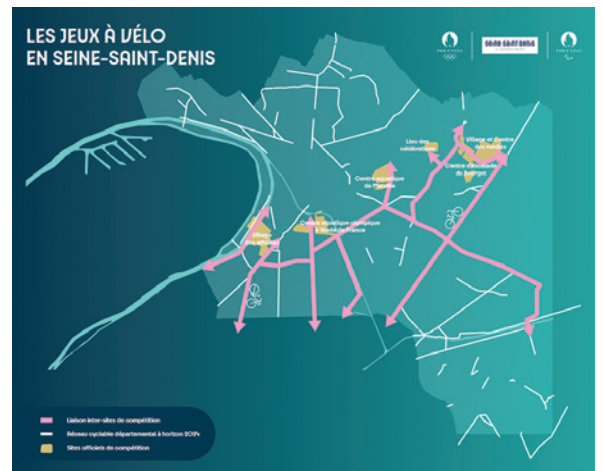 LES JEUX À VÉLO
EN SEINE-SAINT-DENIS
SEINE-SAINT-DENIS
Lieu des
célébrations
Village et Centre
des médias
Centre d'escalade
du Bourget
Centre aquatique
de Marville
Centre aquatique olympique
& Stade de France
Village
des athlètes
Liaison inter-sites de compétition
Réseau cyclable départemental à horizon 2024
Sites officiels de compétition